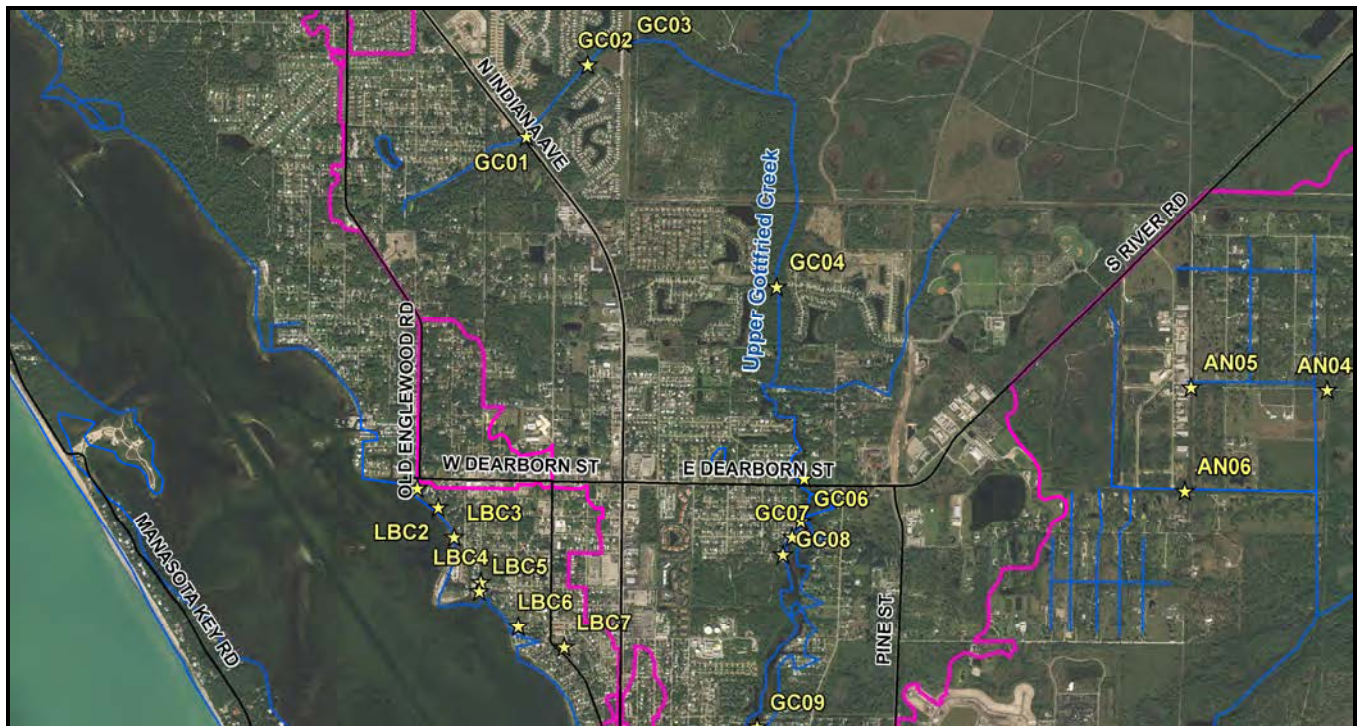 GC03
GC02
N INDIANA AVE
GC01
Upper Gottfried Creek
S RIVER RD
GC04
OLD ENGLEWOOD RD
AN05
AN04
W DEARBORN ST
E DEARBORN ST
AN06
GC06
LBC3
LBC2
GC07
GC08
LBC4
LBC5
LBC6
LBC7
MANASOTA KEY RD
PINE ST
GC09